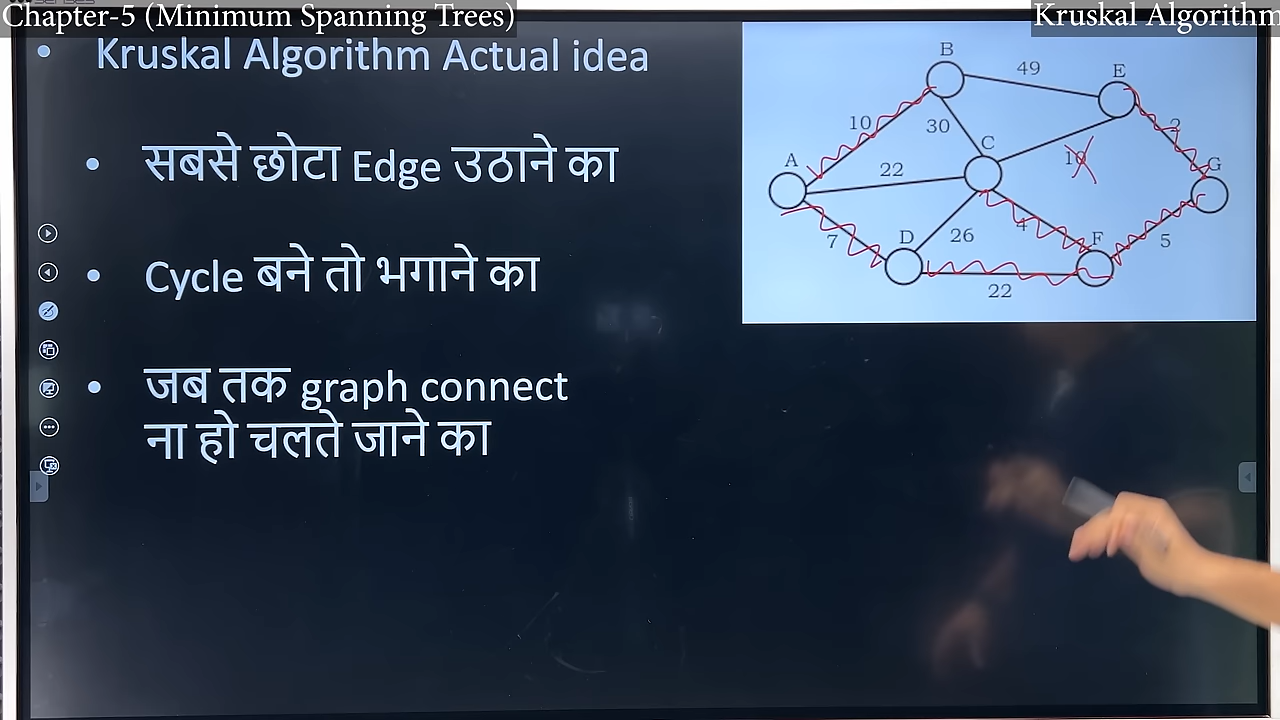 Chapter-5 (Minimum Spanning Trees)
Kruskal Algorithm
• Kruskal Algorithm Actual idea
• सबसे छोटा Edge उठाने का
• Cycle बने तो भगाने का
• जब तक graph connect
ना हो चलते जाने का
B
49
E
10
30
2
C
A
22
10
G
7
D
26
4
F
5
22